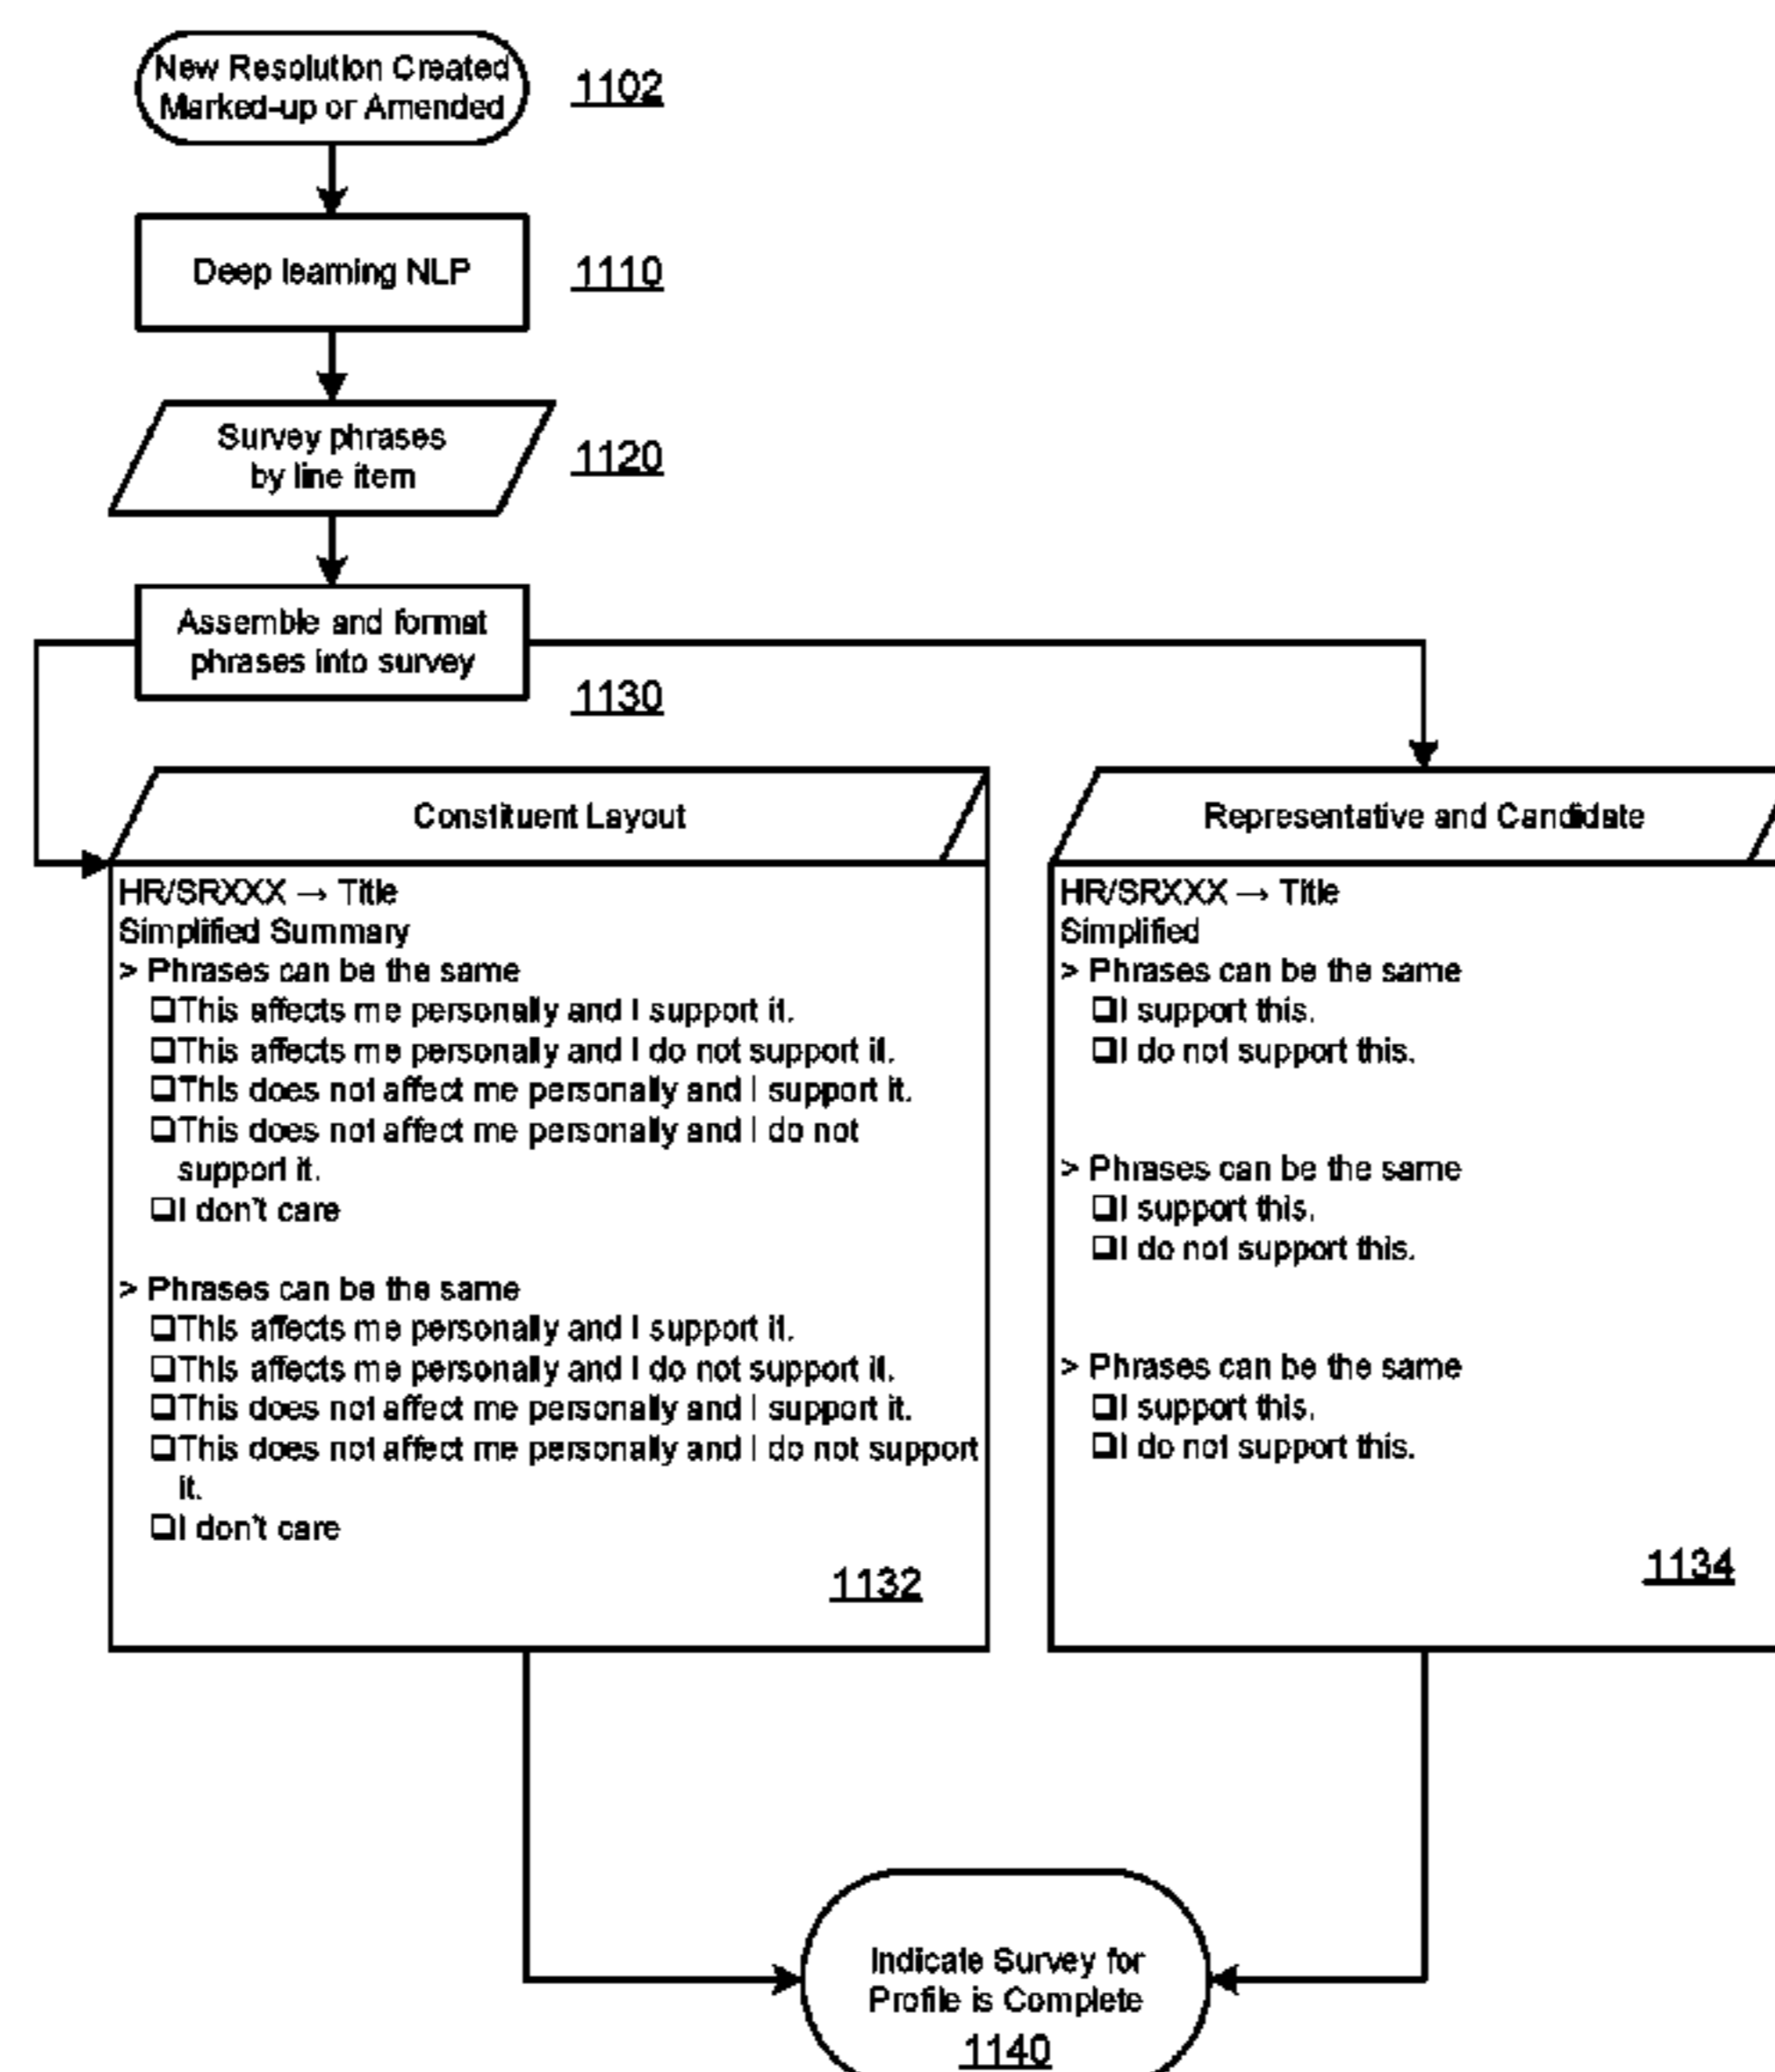 New Resolution Created
Marked-up or Amended
1102
Deep learning NLP
1110
Survey phrases
by line item
1120
Assemble and format
phrases into survey
1130
Constituent Layout
HR/SRXXX → Title
Simplified Summary
> Phrases can be the same
❑This affects me personally and I support it.
❑This affects me personally and I do not support it.
❑This does not affect me personally and I support it.
❑This does not affect me personally and I do not
support it.
❑I don't care
> Phrases can be the same
❑This affects me personally and I support it.
❑This affects me personally and I do not support it.
❑This does not affect me personally and I support it.
❑This does not affect me personally and I do not support
it.
❑I don't care
1132
Representative and Candidate
HR/SRXXX → Title
Simplified
> Phrases can be the same
❑I support this.
❑I do not support this.
> Phrases can be the same
❑I support this.
❑I do not support this.
> Phrases can be the same
❑I support this.
❑I do not support this.
1134
Indicate Survey for
Profile is Complete
1140